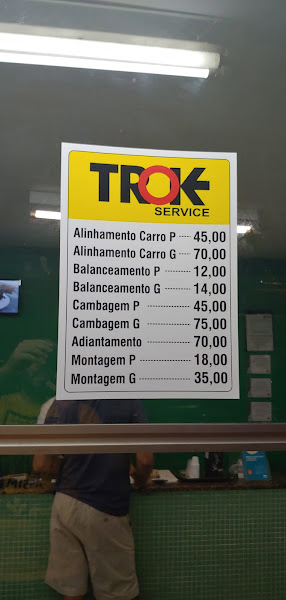 TROKE
SERVICE
Alinhamento Carro P ---------- 45,00
Alinhamento Carro G ---------- 70,00
Balanceamento P ---------- 12,00
Balanceamento G ---------- 14,00
Cambagem P ---------- 45,00
Cambagem G ---------- 75,00
Adiantamento ---------- 70,00
Montagem P ---------- 18,00
Montagem G ---------- 35,00